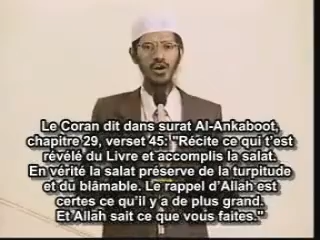 Le Coran dit dans surat Al-Ankaboot,
chapitre 29, verset 45: "Récite ce qui t'est
révélé du Livre et accomplis la salat.
En vérité la salat préserve de la turpitude
et du blâmable. Le rappel d'Allah est
certes ce qu'il y a de plus grand.
Et Allah sait ce que vous faites."